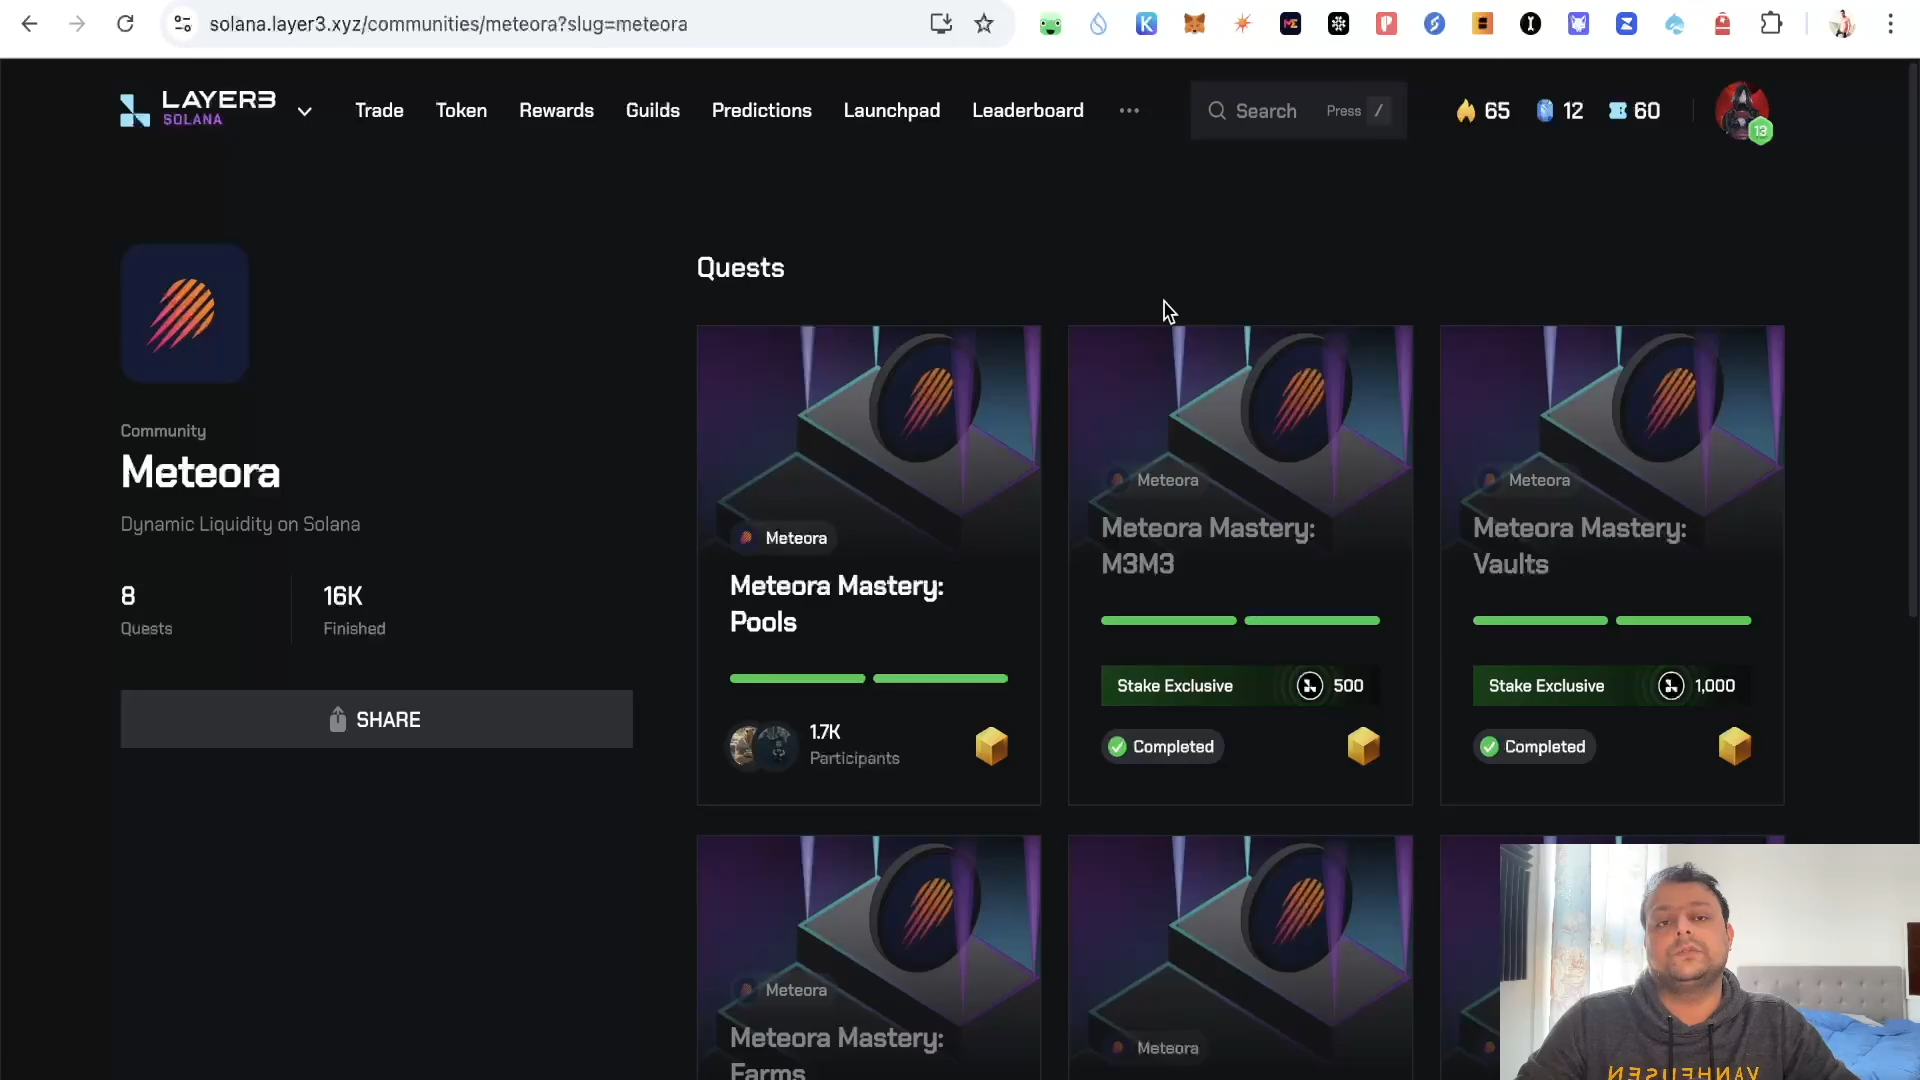 solana.layer3.xyz/communities/meteora?slug=meteora
LAYER3
SOLANA
Trade
Token
Rewards
Guilds
Predictions
Launchpad
Leaderboard
Search
Press /
65
12
60
13
Community
Meteora
Dynamic Liquidity on Solana
8
Quests
16K
Finished
SHARE
Quests
Meteora
Meteora Mastery:
Pools
1.7K
Participants
Meteora
Meteora Mastery:
M3M3
Stake Exclusive
500
Completed
Meteora
Meteora Mastery:
Vaults
Stake Exclusive
1,000
Completed
Meteora
Meteora Mastery:
Farms
Meteora
VANHEUSEN